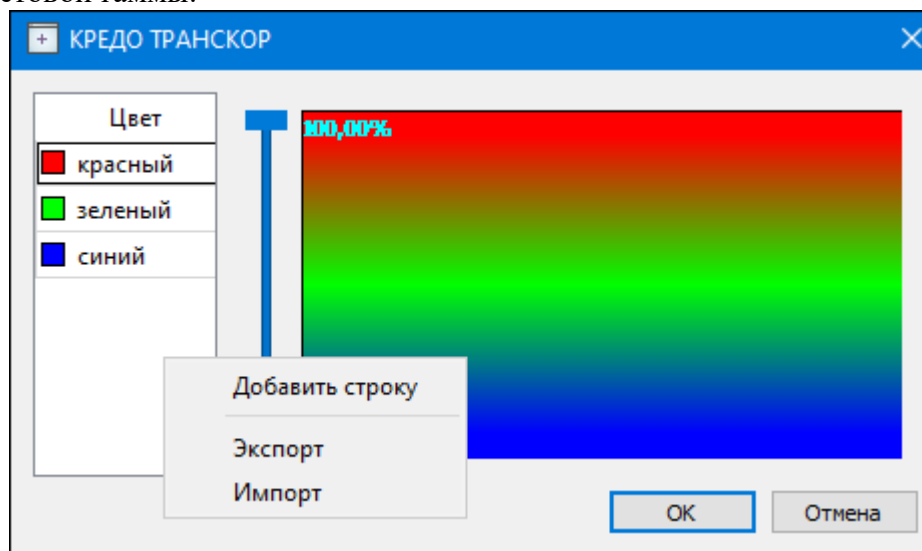 КРЕДО ТРАНСКОР
Цвет
100,00%
красный
зеленый
синий
Добавить строку
Экспорт
Импорт
OK
Отмена